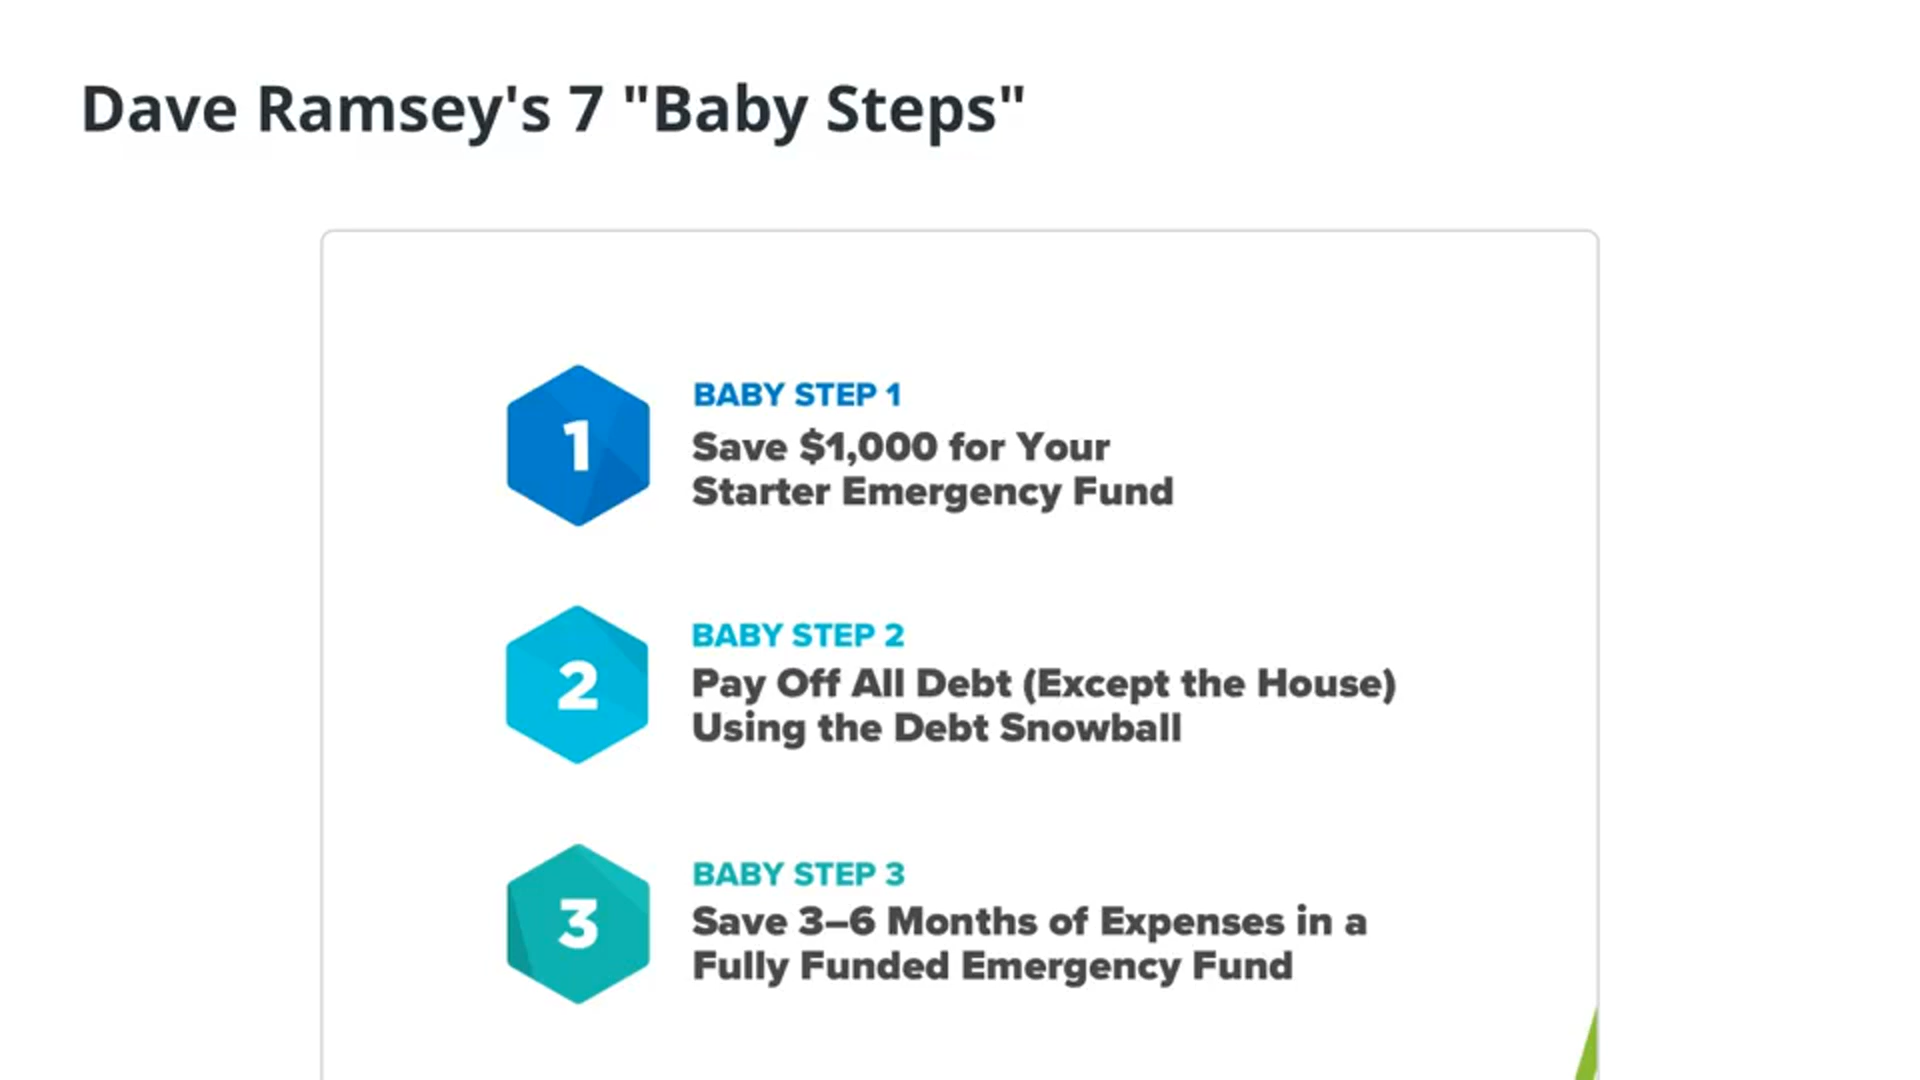 Dave Ramsey's 7 "Baby Steps"
1
BABY STEP 1
Save $1,000 for Your
Starter Emergency Fund
2
BABY STEP 2
Pay Off All Debt (Except the House)
Using the Debt Snowball
3
BABY STEP 3
Save 3–6 Months of Expenses in a
Fully Funded Emergency Fund